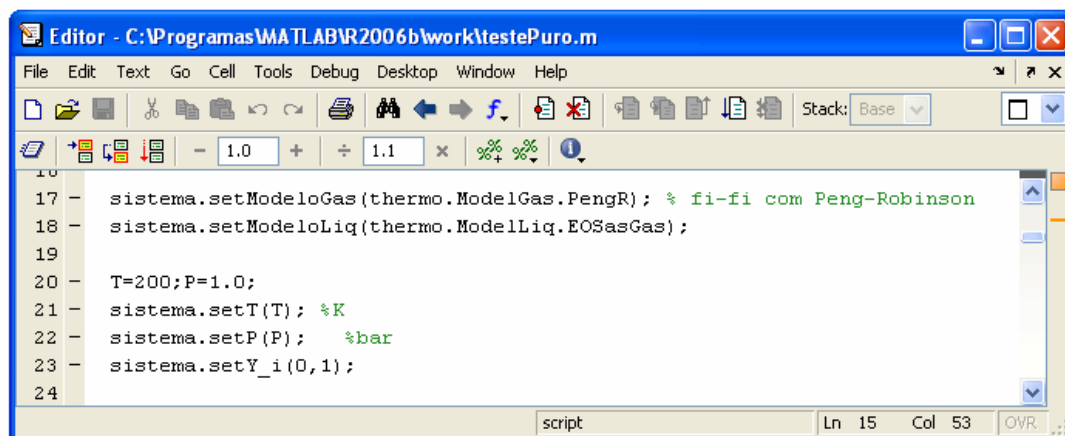 Editor - C:\Programas\MATLAB\R2006b\work\testePuro.m
File Edit Text Go Cell Tools Debug Desktop Window Help
Stack: Base
- 1.0 + ÷ 1.1 ×
16
17 - sistema.setModeloGas(thermo.ModelGas.PengR); % fi-fi com Peng-Robinson
18 - sistema.setModeloLiq(thermo.ModelLiq.EOSasGas);
19
20 - T=200;P=1.0;
21 - sistema.setT(T); %K
22 - sistema.setP(P); %bar
23 - sistema.setY_i(0,1);
24
script Ln 15 Col 53 OVR